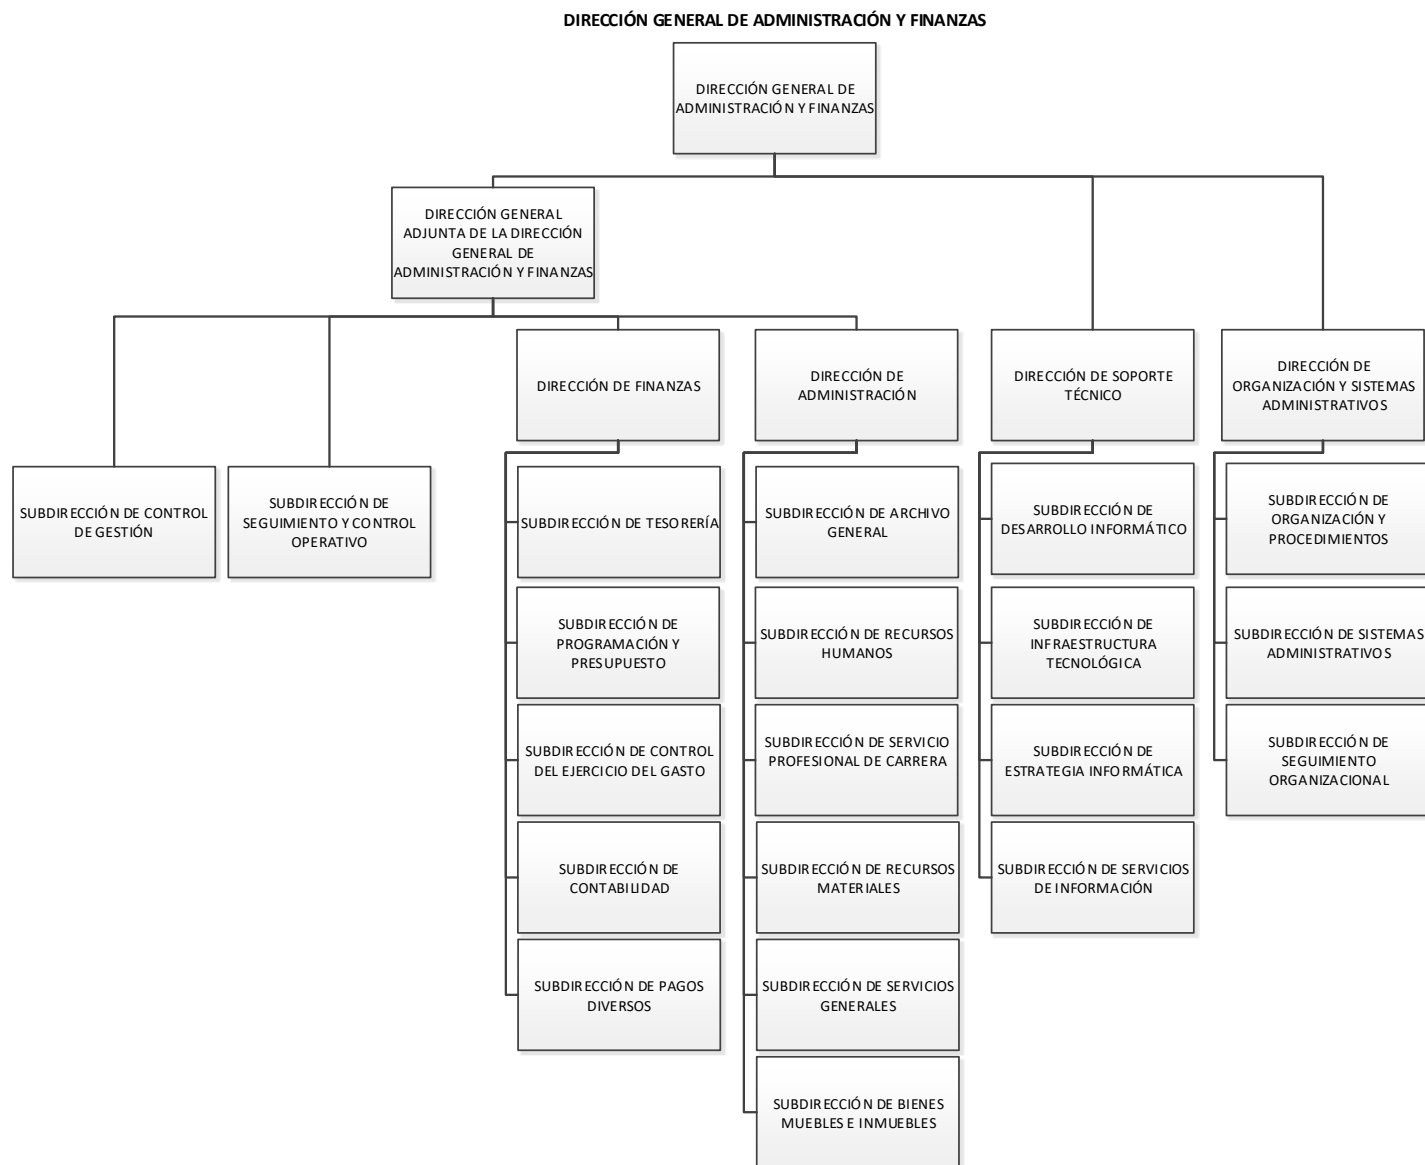 DIRECCIÓN GENERAL DE ADMINISTRACIÓN Y FINANZAS
DIRECCIÓN GENERAL DE
ADMINISTRACIÓN Y FINANZAS
DIRECCIÓN GENERAL
ADJUNTA DE LA DIRECCIÓN
GENERAL DE
ADMINISTRACIÓN Y FINANZAS
DIRECCIÓN DE FINANZAS
DIRECCIÓN DE
ADMINISTRACIÓN
DIRECCIÓN DE SOPORTE
TÉCNICO
DIRECCIÓN DE
ORGANIZACIÓN Y SISTEMAS
ADMINISTRATIVOS
SUBDIRECCIÓN DE CONTROL
DE GESTIÓN
SUBDIRECCIÓN DE
SEGUIMIENTO Y CONTROL
OPERATIVO
SUBDIRECCIÓN DE TESORERÍA
SUBDIRECCIÓN DE ARCHIVO
GENERAL
SUBDIRECCIÓN DE
DESARROLLO INFORMÁTICO
SUBDIRECCIÓN DE
ORGANIZACIÓN Y
PROCEDIMIENTOS
SUBDIRECCIÓN DE
PROGRAMACIÓN Y
PRESUPUESTO
SUBDIRECCIÓN DE RECURSOS
HUMANOS
SUBDIRECCIÓN DE
INFRAESTRUCTURA
TECNOLÓGICA
SUBDIRECCIÓN DE SISTEMAS
ADMINISTRATIVOS
SUBDIRECCIÓN DE CONTROL
DEL EJERCICIO DEL GASTO
SUBDIRECCIÓN DE SERVICIO
PROFESIONAL DE CARRERA
SUBDIRECCIÓN DE
ESTRATEGIA INFORMÁTICA
SUBDIRECCIÓN DE
SEGUIMIENTO
ORGANIZACIONAL
SUBDIRECCIÓN DE
CONTABILIDAD
SUBDIRECCIÓN DE RECURSOS
MATERIALES
SUBDIRECCIÓN DE SERVICIOS
DE INFORMACIÓN
SUBDIRECCIÓN DE PAGOS
DIVERSOS
SUBDIRECCIÓN DE SERVICIOS
GENERALES
SUBDIRECCIÓN DE BIENES
MUEBLES E INMUEBLES